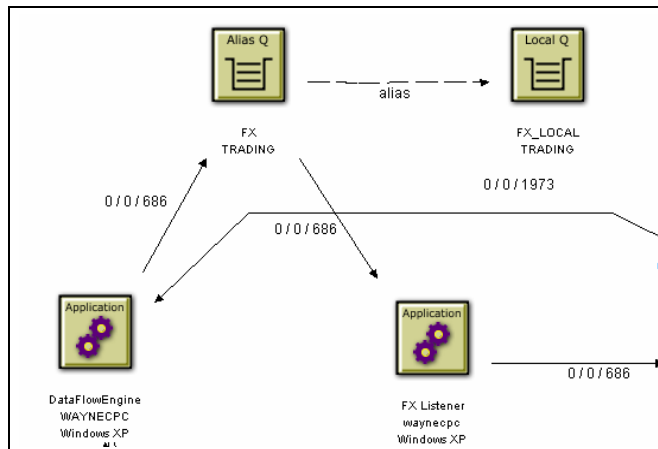 Alias Q
Local Q
alias
FX
TRADING
FX_LOCAL
TRADING
0 / 0 / 1973
0 / 0 / 686
0 / 0 / 686
Application
Application
0 / 0 / 686
DataFlowEngine
WAYNECPC
Windows XP
FX Listener
waynecpc
Windows XP